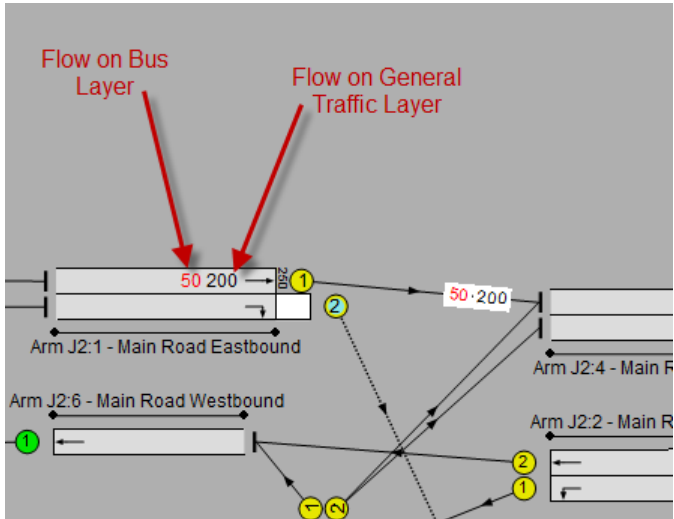 Flow on Bus
Layer
Flow on General
Traffic Layer
50 200
250
1
50·200
2
Arm J2:1 - Main Road Eastbound
Arm J2:4 - Main R
Arm J2:6 - Main Road Westbound
Arm J2:2 - Main R
1
2
1
1
2